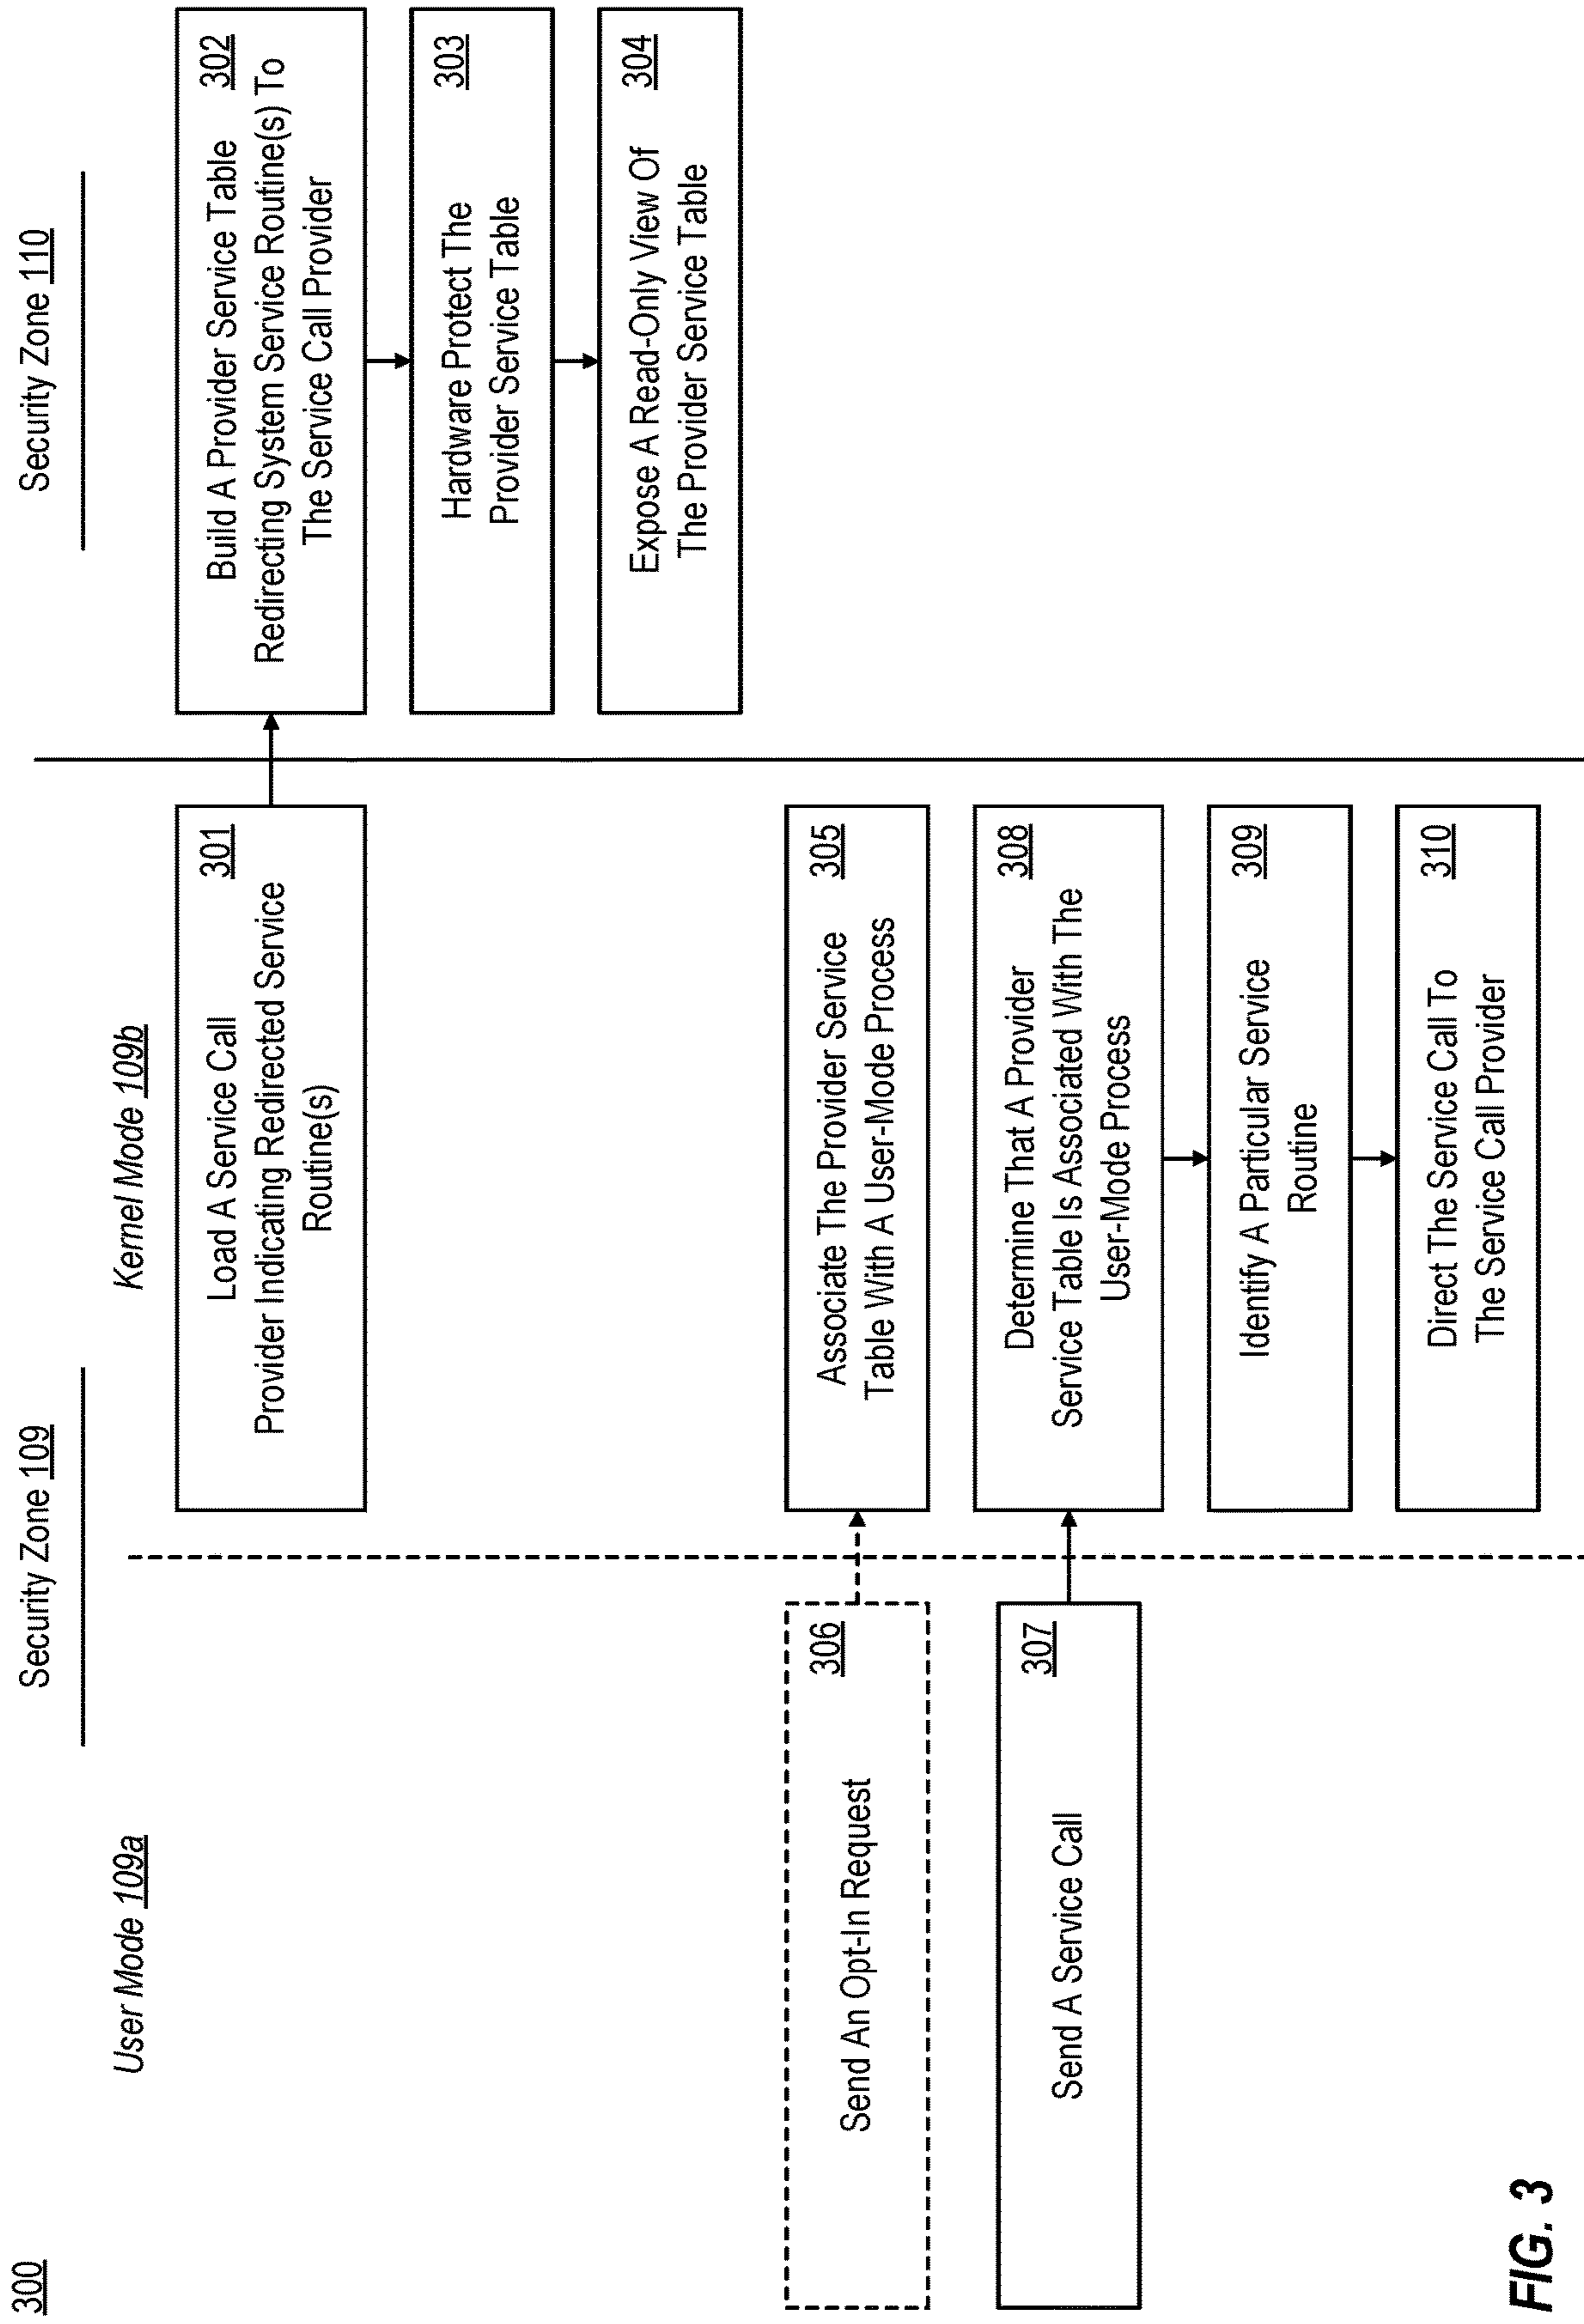 300
Security Zone 109
Security Zone 110
User Mode 109a
Kernel Mode 109b
301
Load A Service Call
Provider Indicating Redirected Service
Routine(s)
302
Build A Provider Service Table
Redirecting System Service Routine(s) To
The Service Call Provider
303
Hardware Protect The
Provider Service Table
304
Expose A Read-Only View Of
The Provider Service Table
306
Send An Opt-In Request
305
Associate The Provider Service
Table With A User-Mode Process
307
Send A Service Call
308
Determine That A Provider
Service Table Is Associated With The
User-Mode Process
309
Identify A Particular Service
Routine
310
Direct The Service Call To
The Service Call Provider
FIG. 3